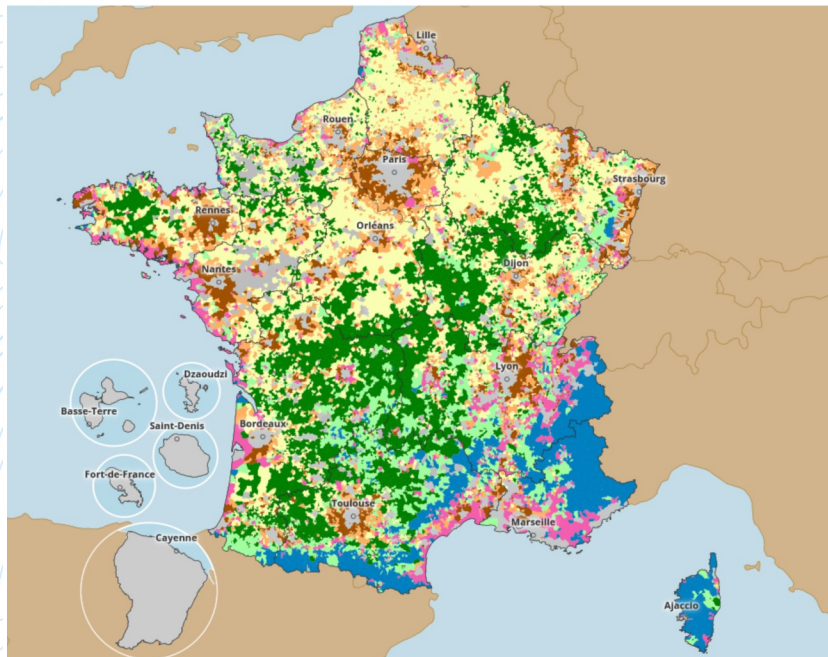 Lille
Rouen
Paris
Strasbourg
Rennes
Orléans
Nantes
Dijon
Dzaoudzi
Lyon
Basse-Terre
Saint-Denis
Bordeaux
Fort-de-France
Toulouse
Marseille
Cayenne
Ajaccio